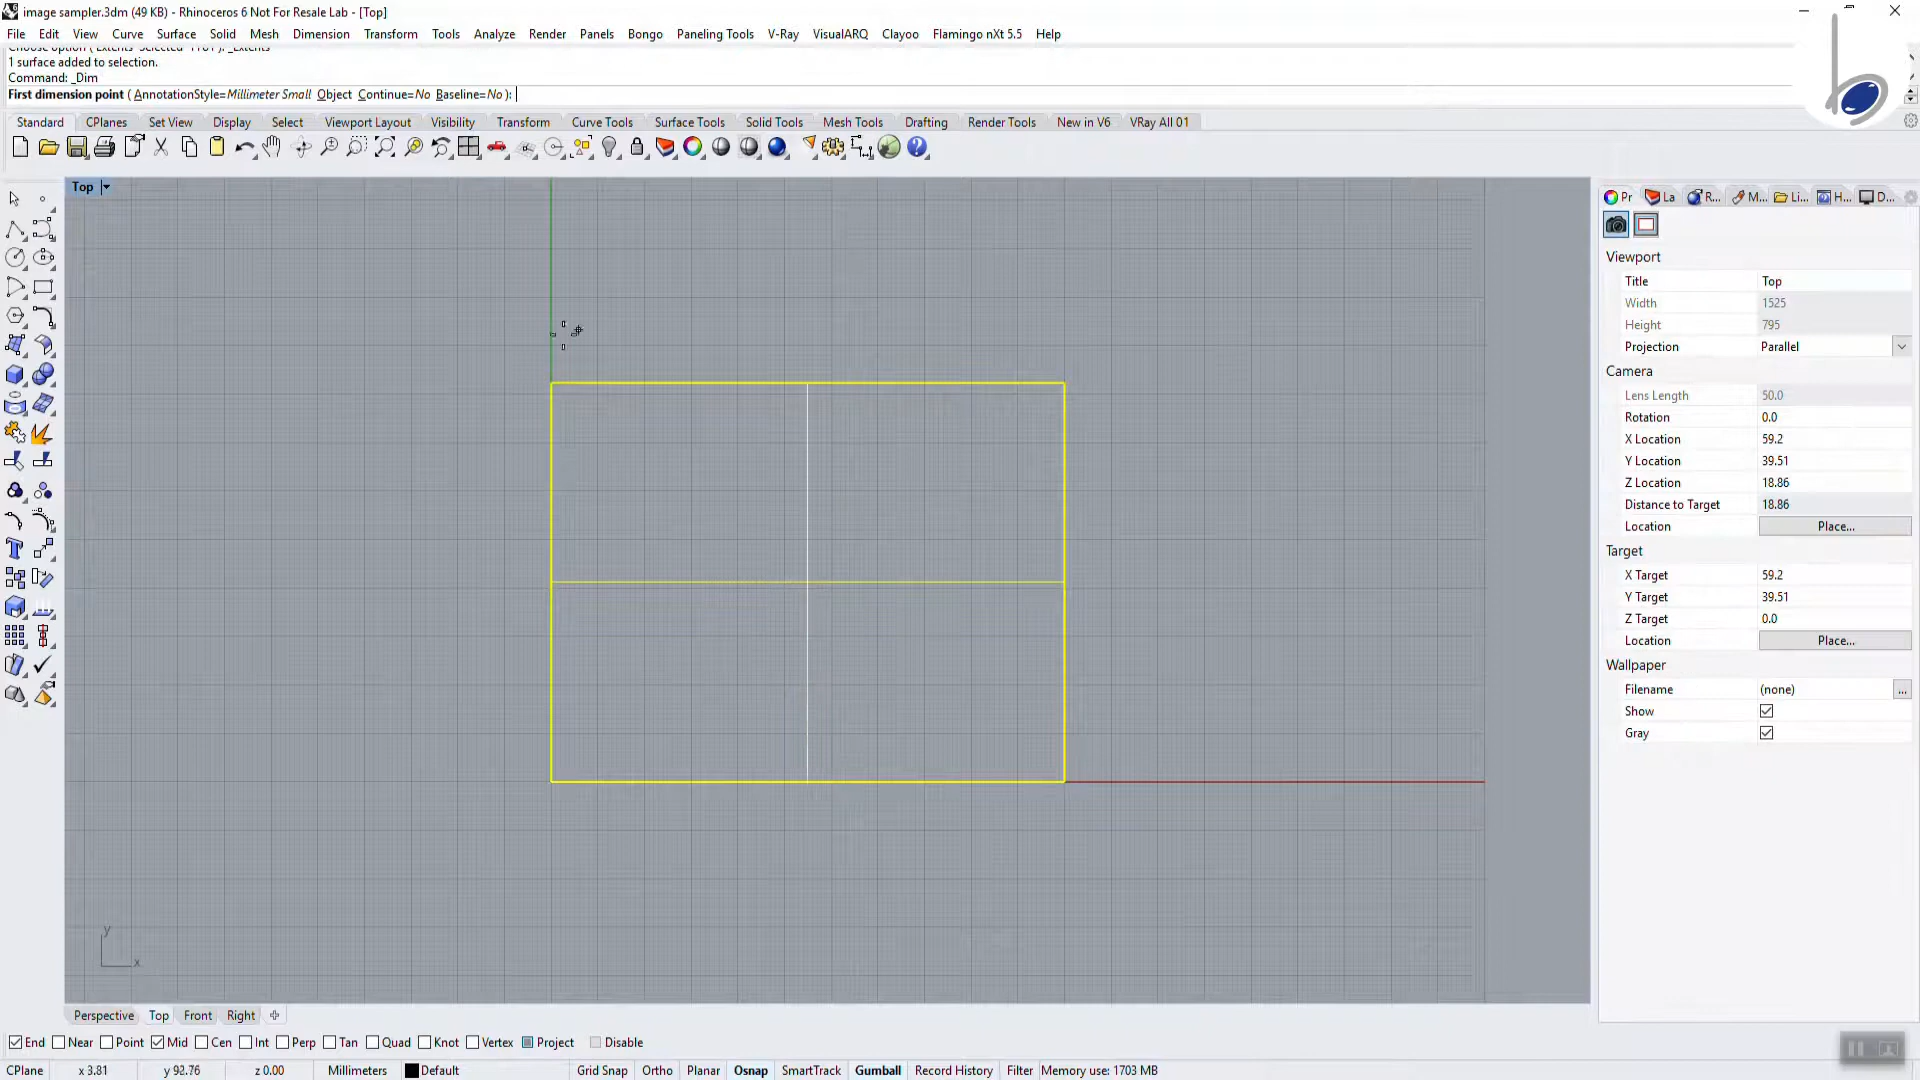 image sampler.3dm (49 KB) - Rhinoceros 6 Not For Resale Lab - [Top]
File Edit View Curve Surface Solid Mesh Dimension Transform Tools Analyze Render Panels Bongo Paneling Tools V-Ray VisualARQ Clayoo Flamingo nXt 5.5 Help
1 surface added to selection.
Command: _Dim
First dimension point ( AnnotationStyle=Millimeter Small Object Continue=No Baseline=No ):
Standard CPlanes Set View Display Select Viewport Layout Visibility Transform Curve Tools Surface Tools Solid Tools Mesh Tools Drafting Render Tools New in V6 VRay All 01
Top
Pr La R... M... Li... H... D...
Viewport
Title Top
Width 1525
Height 795
Projection Parallel
Camera
Lens Length 50.0
Rotation 0.0
X Location 59.2
Y Location 39.51
Z Location 18.86
Distance to Target 18.86
Location Place...
Target
X Target 59.2
Y Target 39.51
Z Target 0.0
Location Place...
Wallpaper
Filename (none) ...
Show
Gray
y
x
Perspective Top Front Right
End Near Point Mid Cen Int Perp Tan Quad Knot Vertex Project Disable
CPlane x 3.81 y 92.76 z 0.00 Millimeters Default Grid Snap Ortho Planar Osnap SmartTrack Gumball Record History Filter Memory use: 1703 MB